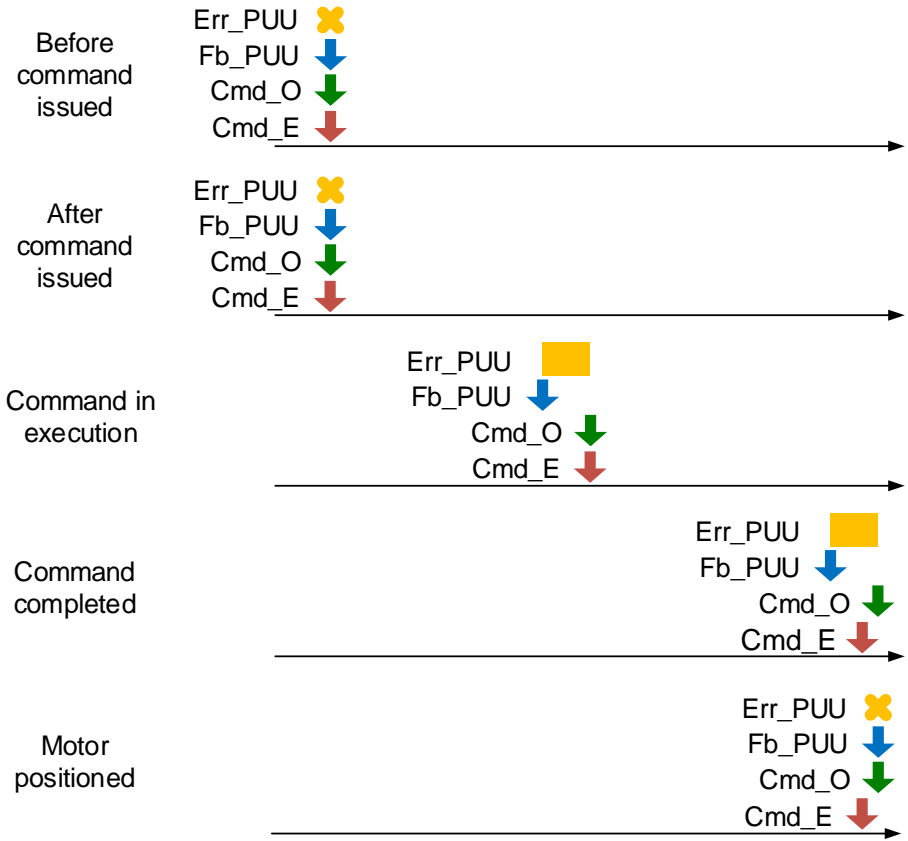 Before
command
issued
Err_PUU
Fb_PUU
Cmd_O
Cmd_E
After
command
issued
Err_PUU
Fb_PUU
Cmd_O
Cmd_E
Command in
execution
Err_PUU
Fb_PUU
Cmd_O
Cmd_E
Command
completed
Err_PUU
Fb_PUU
Cmd_O
Cmd_E
Motor
positioned
Err_PUU
Fb_PUU
Cmd_O
Cmd_E